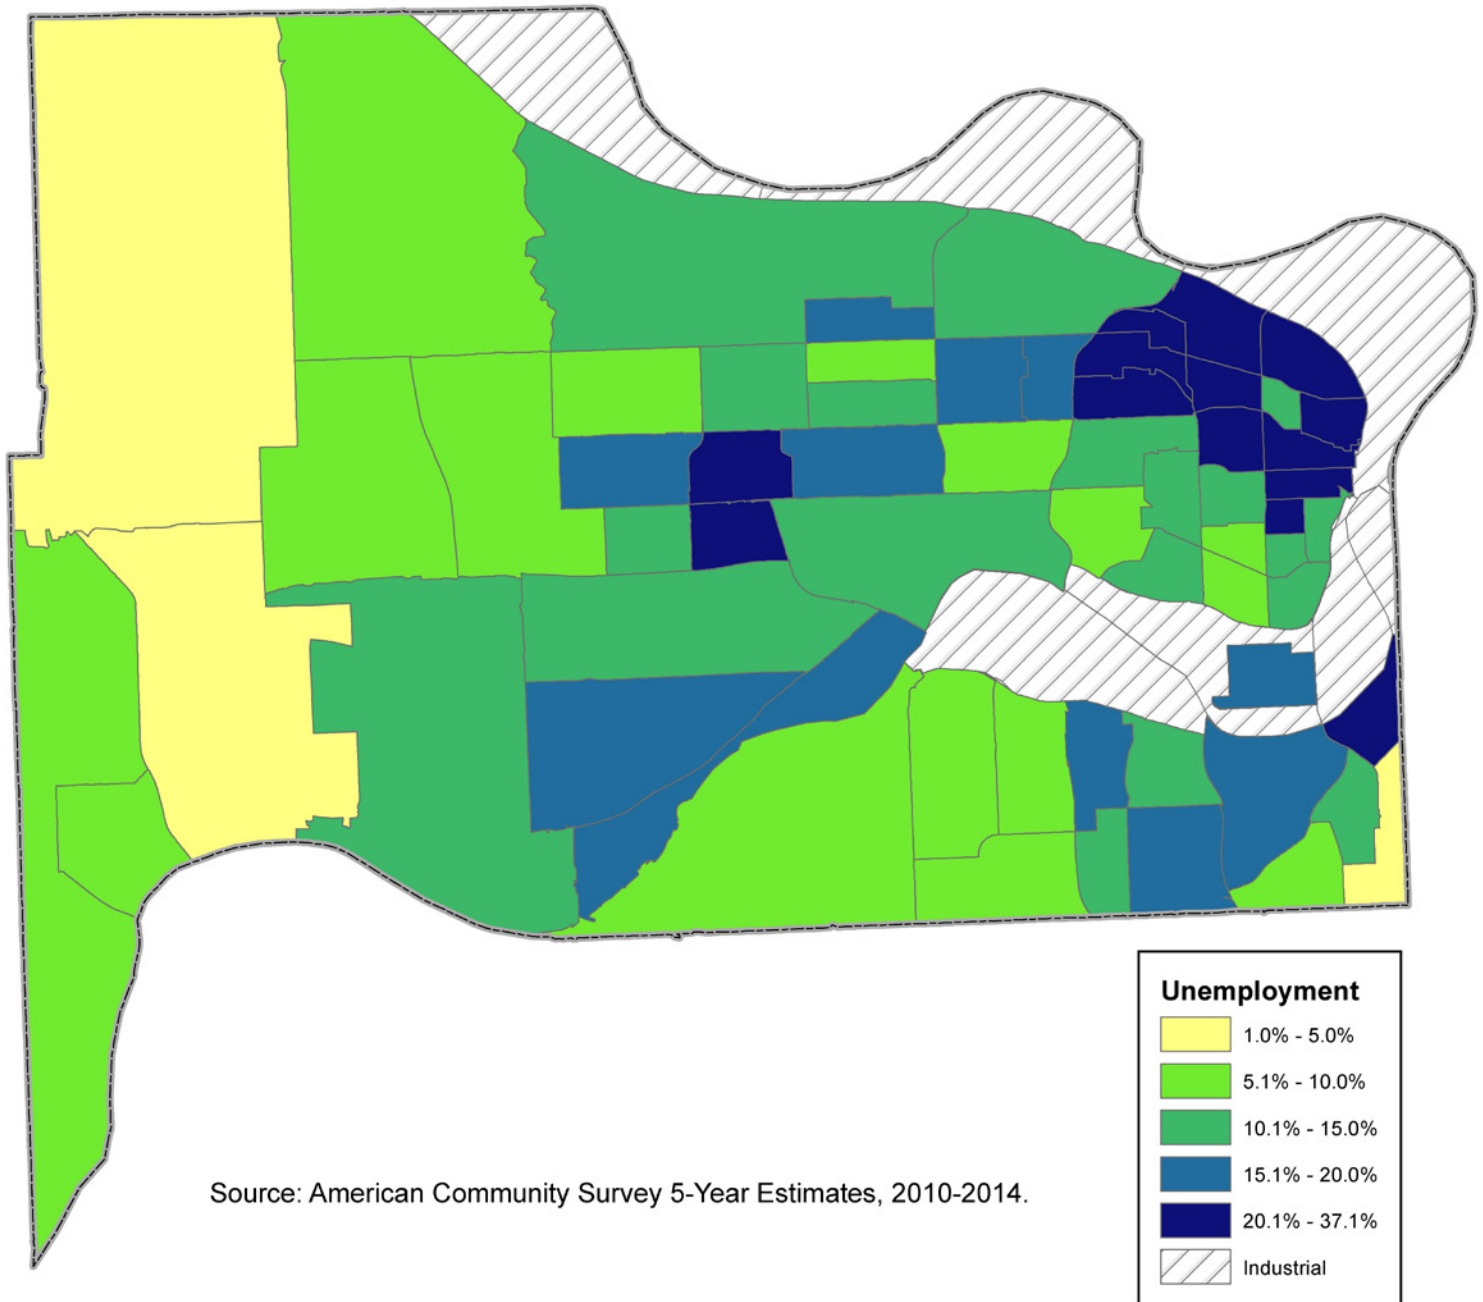 Unemployment
1.0% - 5.0%
5.1% - 10.0%
10.1% - 15.0%
15.1% - 20.0%
20.1% - 37.1%
Industrial
Source: American Community Survey 5-Year Estimates, 2010-2014.